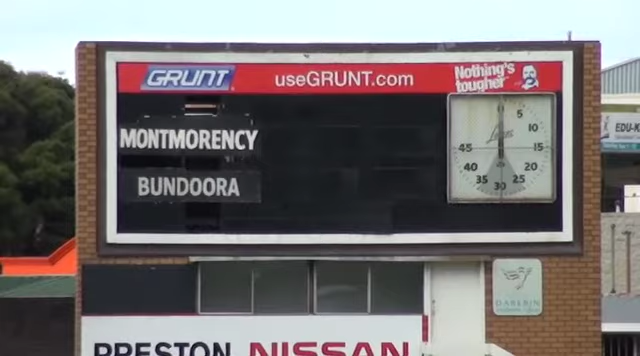 GRUNT
useGRUNT.com
Nothing's
tougher
MONTMORENCY
BUNDOORA
5
10
15
20
25
30
35
40
45
EDU-K
DAREBIN
PRESTON NISSAN